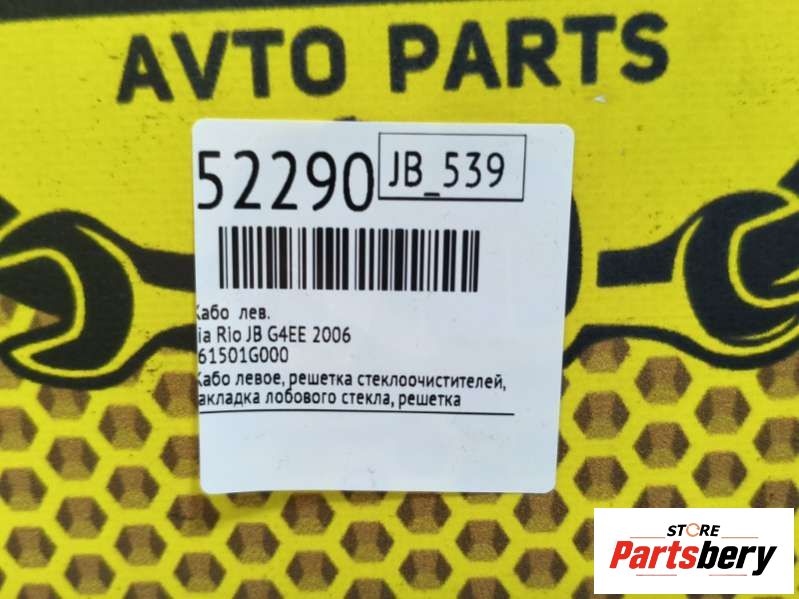 AVTO PARTS
52290
JB_539
Кабо лев.
ia Rio JB G4EE 2006
61501G000
Кабо левое, решетка стеклоочистителей,
акладка лобового стекла, решетка
STORE
Partsbery